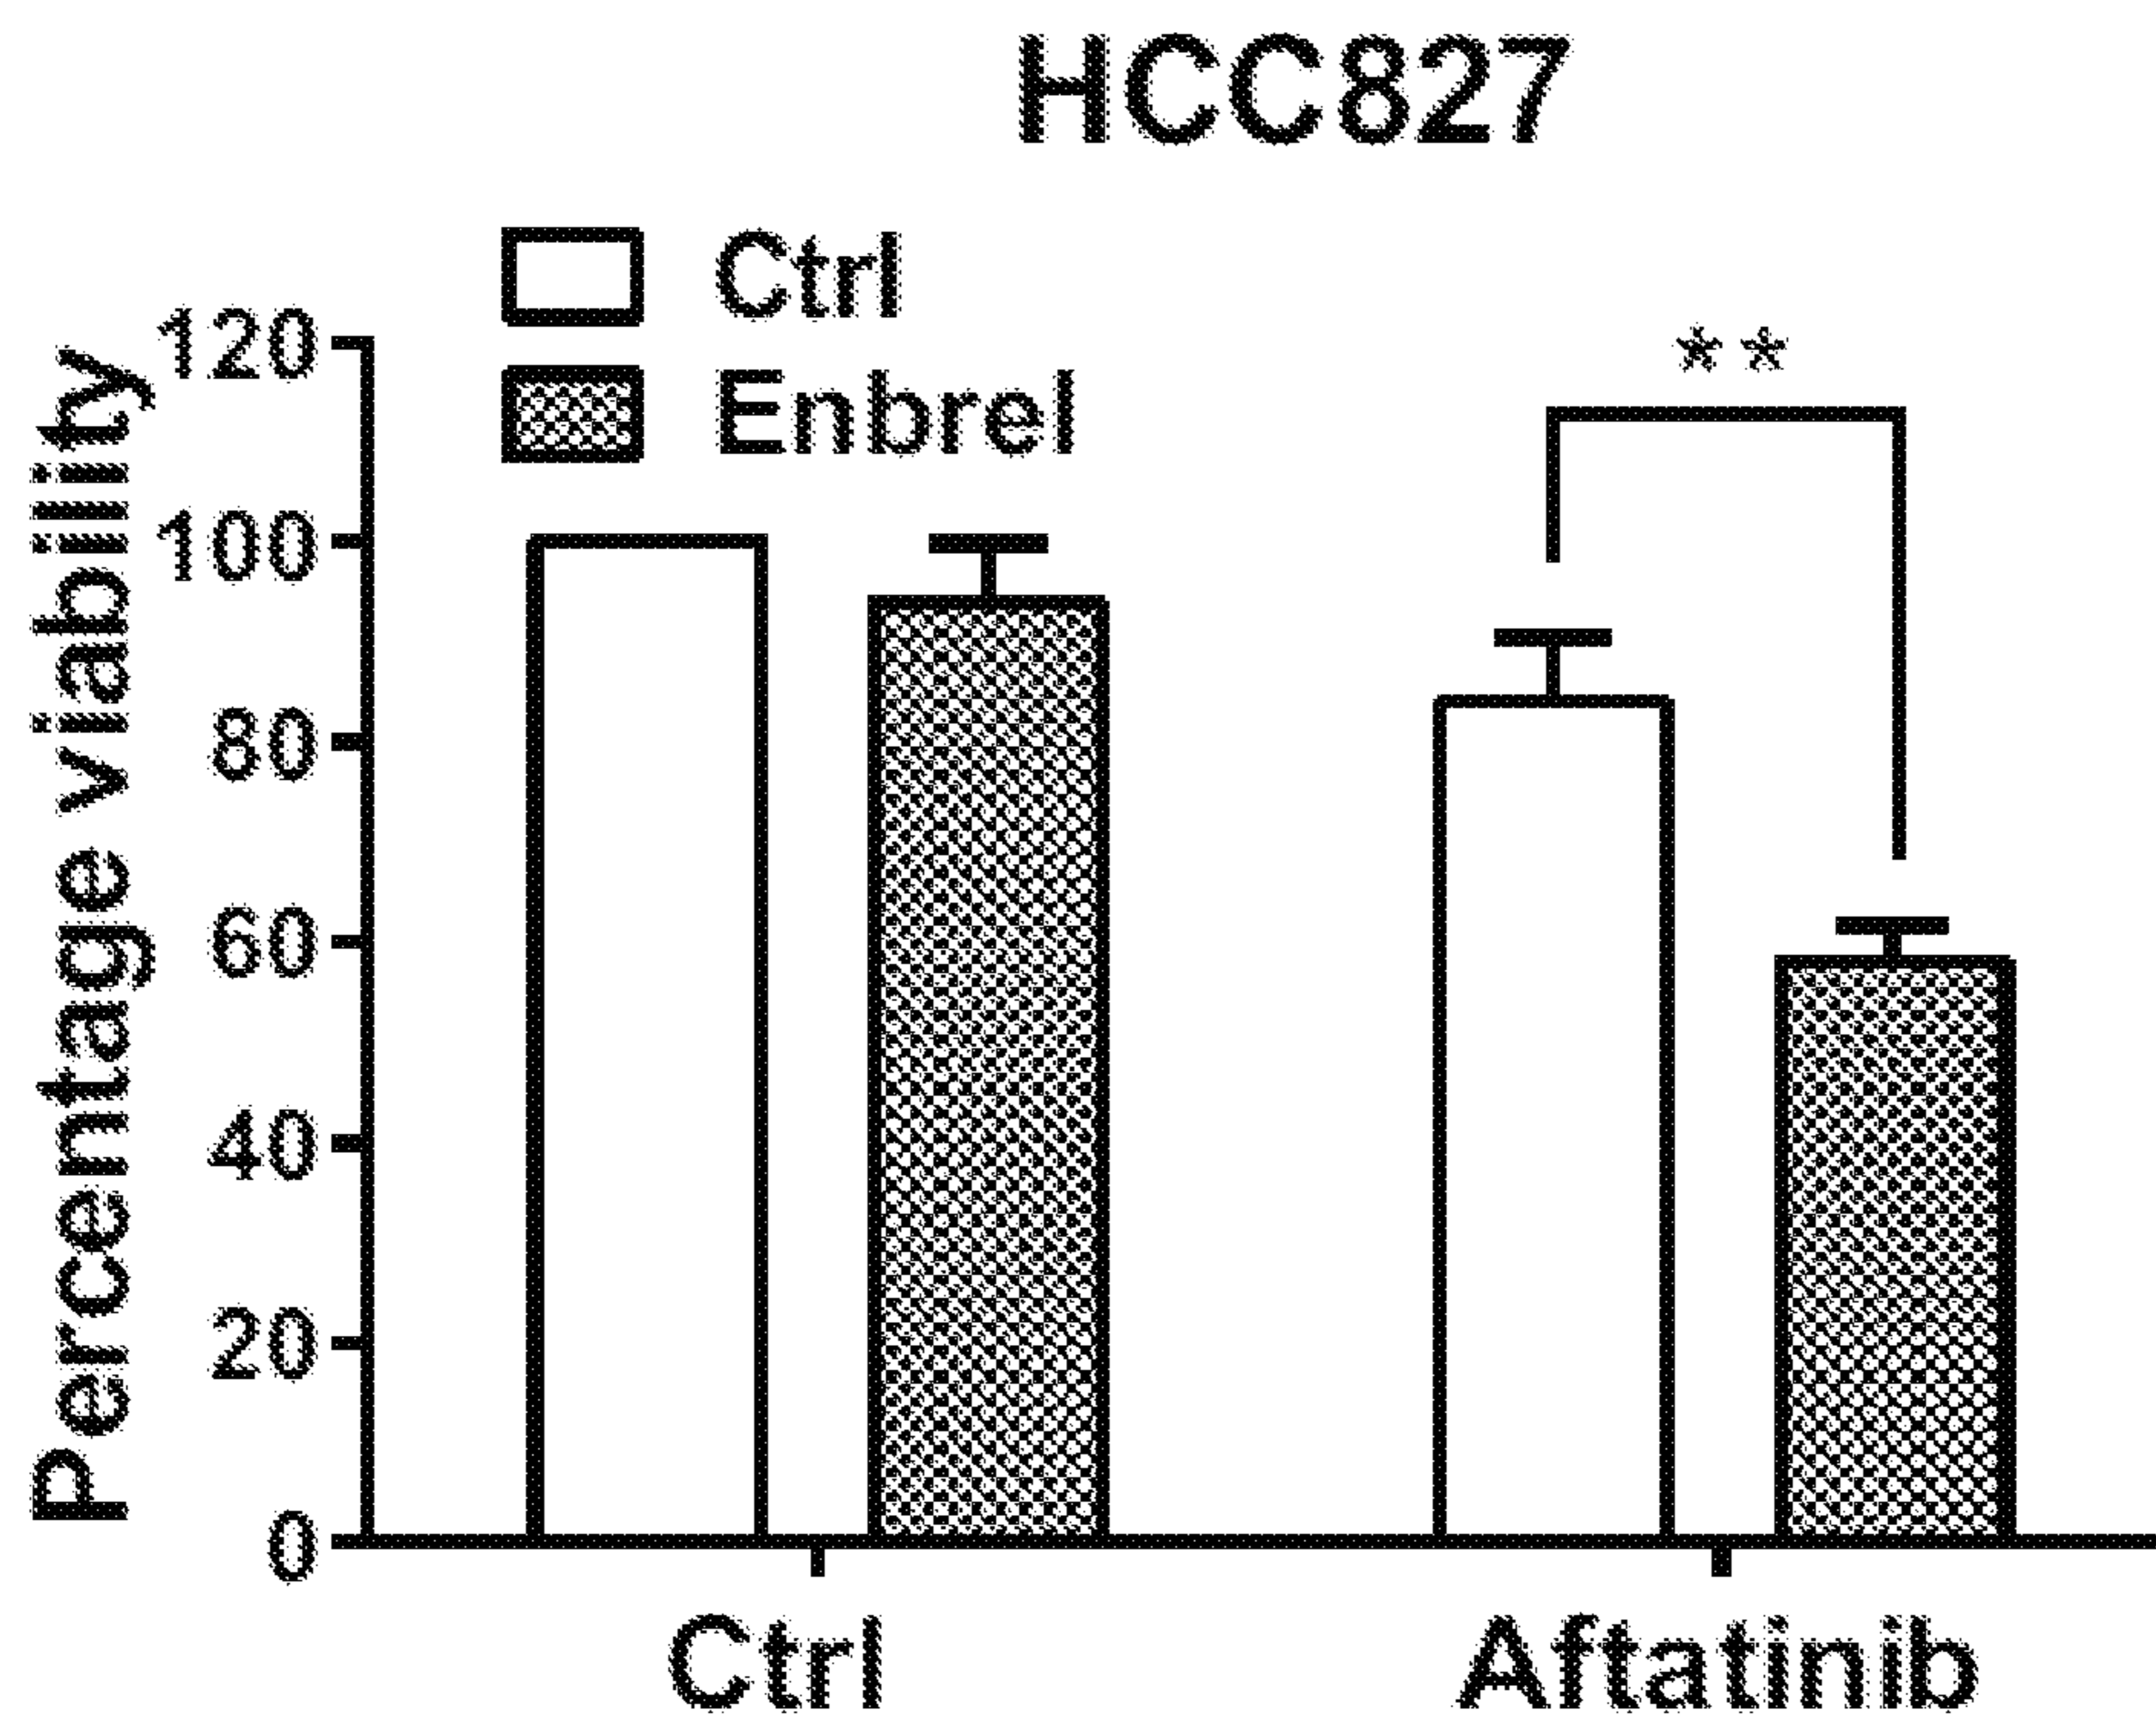 HCC827
Ctrl
Enbrel
**
Percentage viability
120
100
80
60
40
20
0
Ctrl
Aftatinib